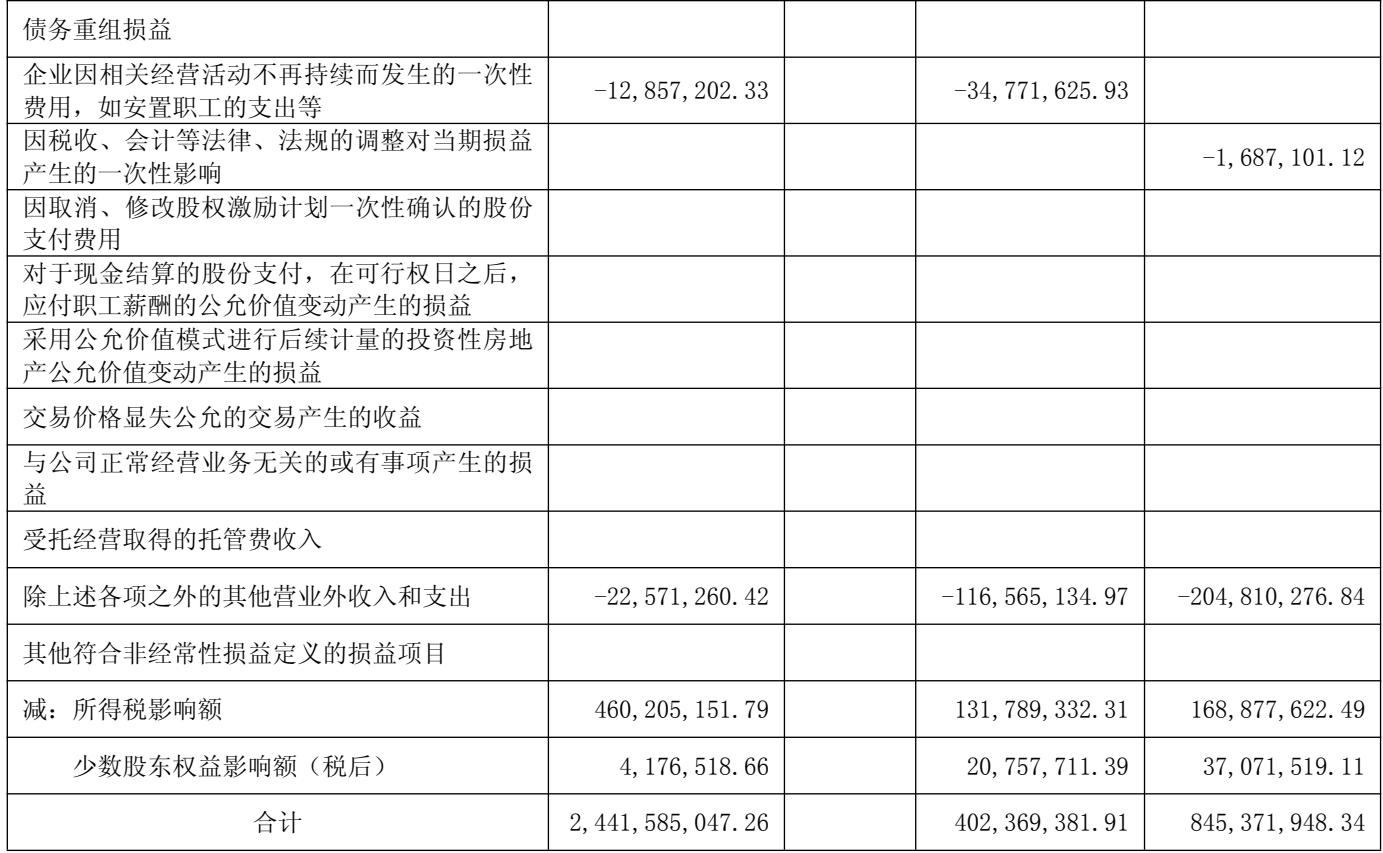 债务重组损益
企业因相关经营活动不再持续而发生的一次性
费用，如安置职工的支出等
-12,857,202.33
-34,771,625.93
因税收、会计等法律、法规的调整对当期损益
产生的一次性影响
-1,687,101.12
因取消、修改股权激励计划一次性确认的股份
支付费用
对于现金结算的股份支付，在可行权日之后，
应付职工薪酬的公允价值变动产生的损益
采用公允价值模式进行后续计量的投资性房地
产公允价值变动产生的损益
交易价格显失公允的交易产生的收益
与公司正常经营业务无关的或有事项产生的损
益
受托经营取得的托管费收入
除上述各项之外的其他营业外收入和支出
-22,571,260.42
-116,565,134.97
-204,810,276.84
其他符合非经常性损益定义的损益项目
减：所得税影响额
460,205,151.79
131,789,332.31
168,877,622.49
少数股东权益影响额（税后）
4,176,518.66
20,757,711.39
37,071,519.11
合计
2,441,585,047.26
402,369,381.91
845,371,948.34